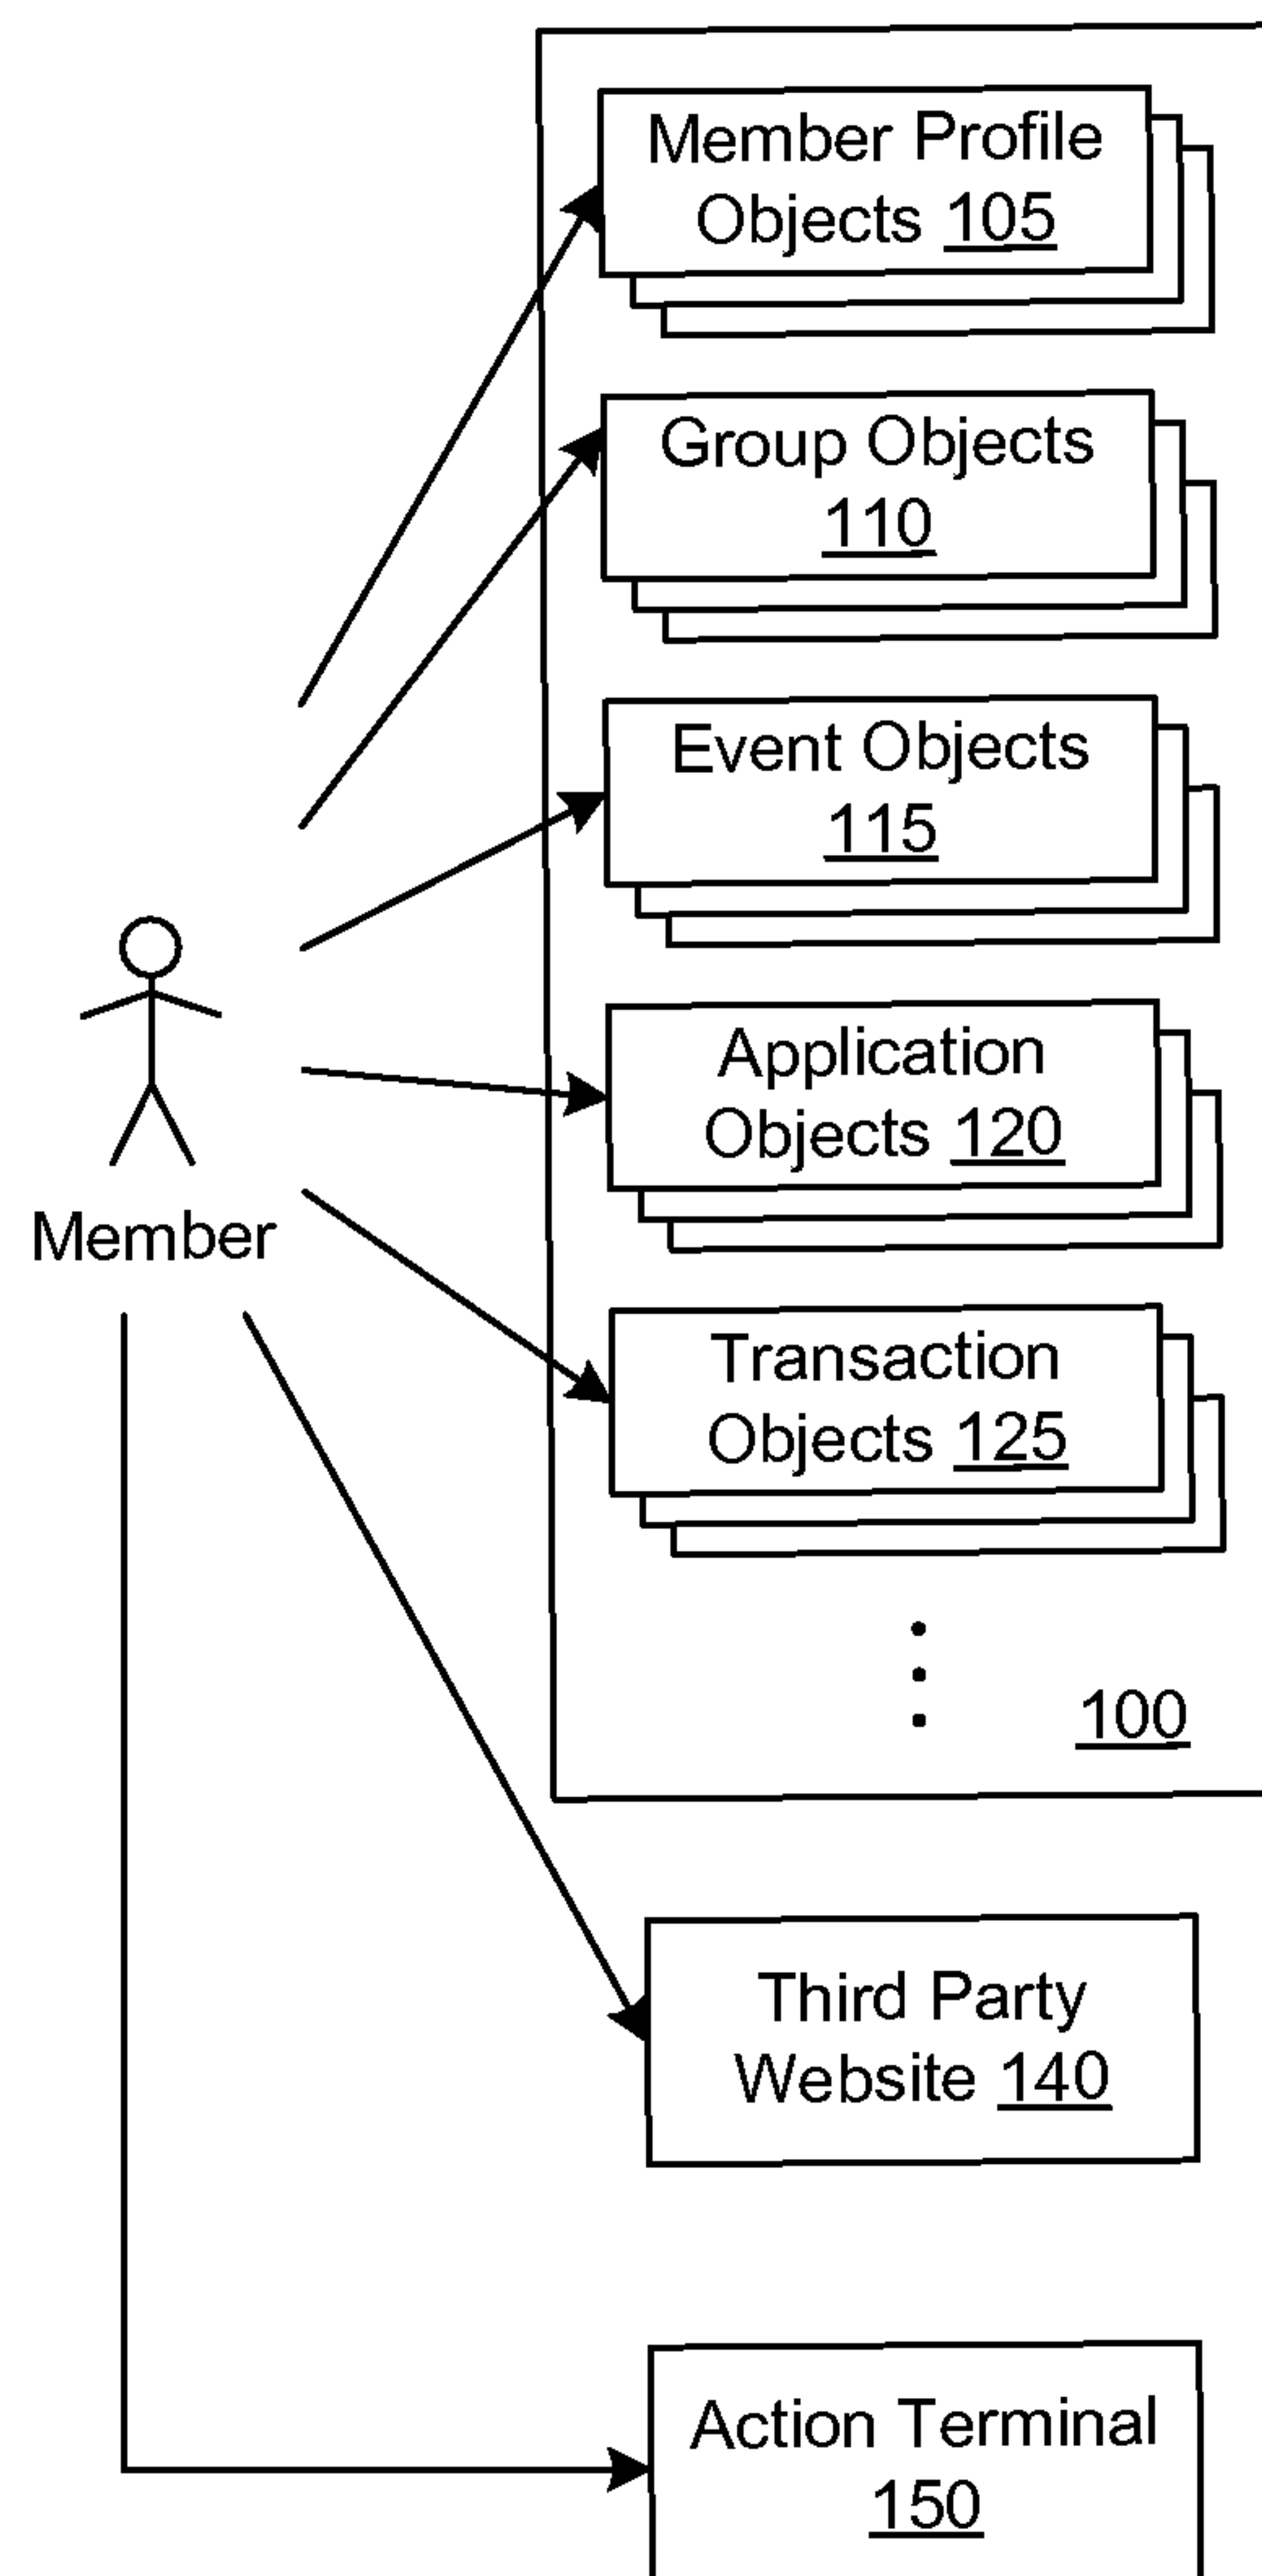 Member Profile
Objects 105
Group Objects
110
Event Objects
115
Application
Objects 120
Member
Transaction
Objects 125
100
Third Party
Website 140
Action Terminal
150